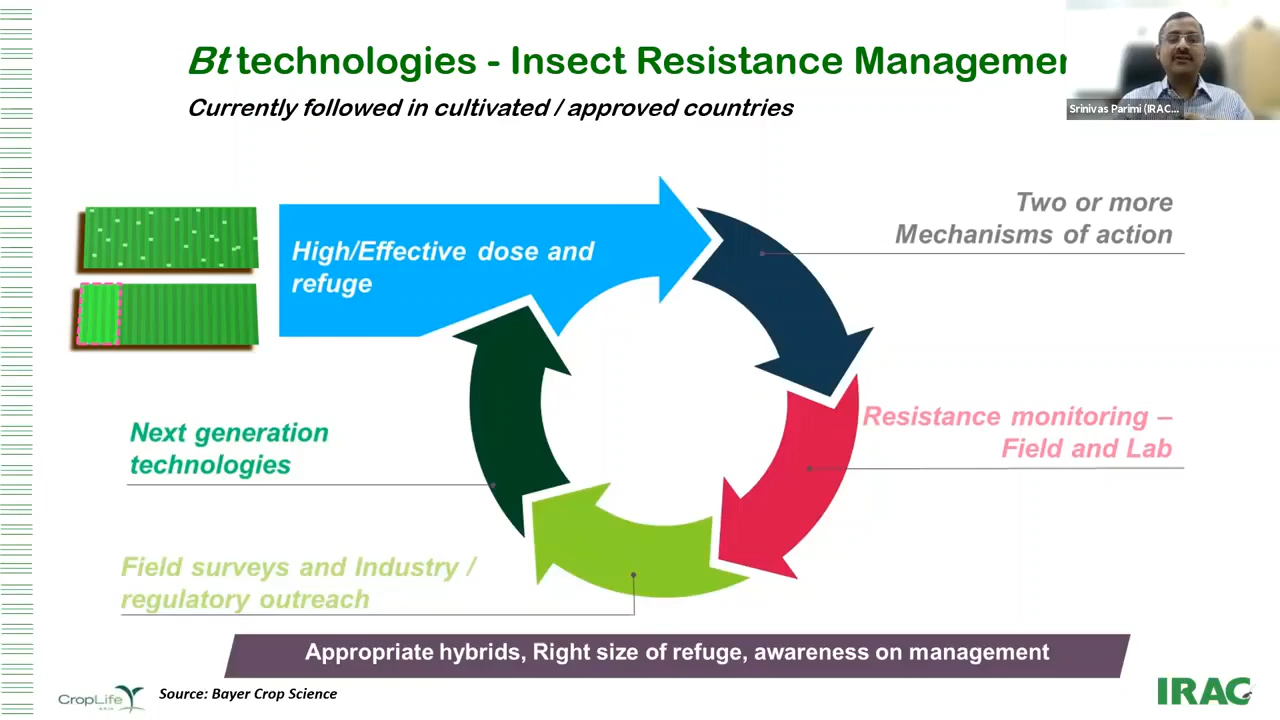 Bt technologies - Insect Resistance Managemen
Currently followed in cultivated / approved countries
Srinivas Parimi (IRAC...
High/Effective dose and
refuge
Two or more
Mechanisms of action
Resistance monitoring –
Field and Lab
Next generation
technologies
Field surveys and Industry /
regulatory outreach
Appropriate hybrids, Right size of refuge, awareness on management
CropLife
ASIA
Source: Bayer Crop Science
IRAC